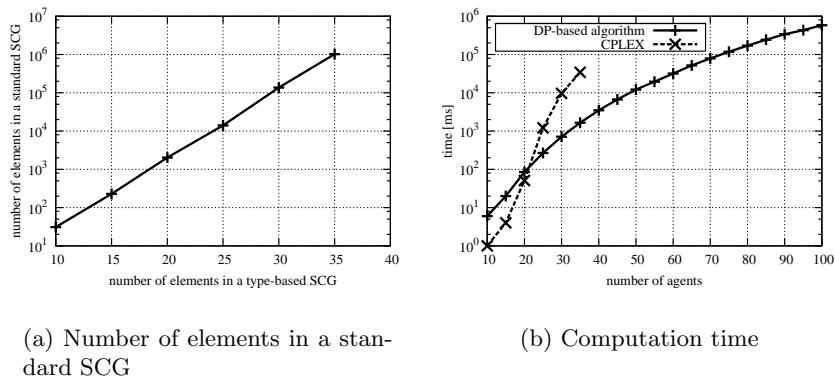 number of elements in a standard SCG
10^7
10^6
10^5
10^4
10^3
10^2
10^1
10 15 20 25 30 35 40
number of elements in a type-based SCG
(a) Number of elements in a stan-
dard SCG
time [ms]
10^6
10^5
10^4
10^3
10^2
10^1
10^0
DP-based algorithm
CPLEX
10 20 30 40 50 60 70 80 90 100
number of agents
(b) Computation time